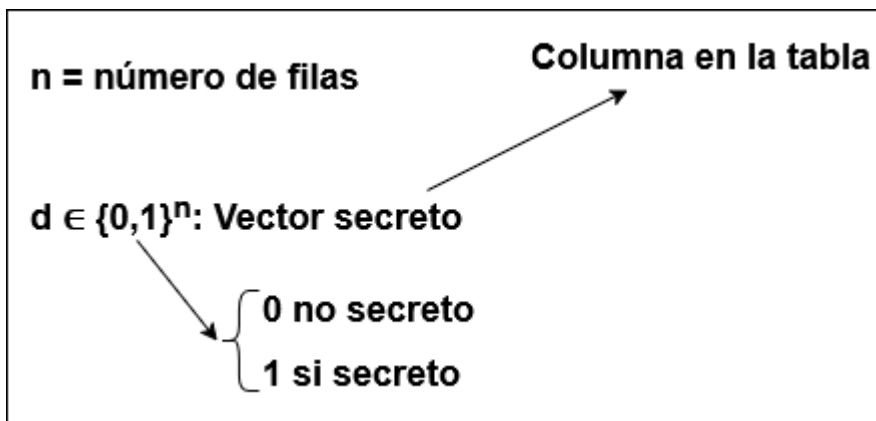 n = número de filas
Columna en la tabla
d ∈ {0,1}ⁿ: Vector secreto
0 no secreto
1 si secreto